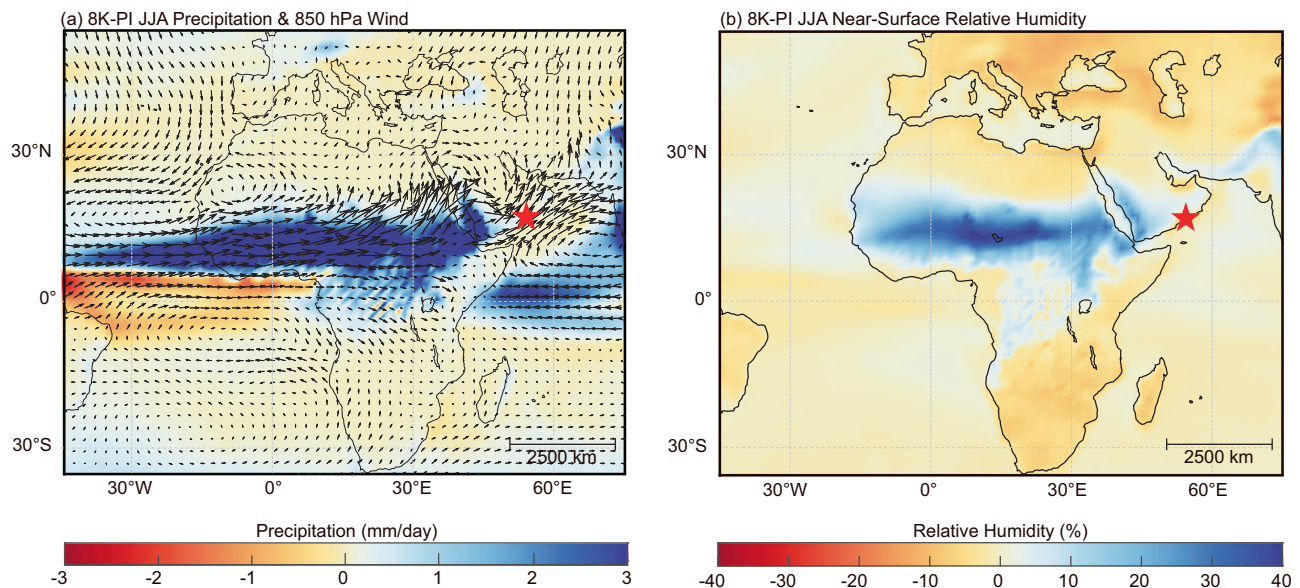 (a) 8K-PI JJA Precipitation & 850 hPa Wind
30°N
0°
30°S
2500 km
30°W 0° 30°E 60°E
Precipitation (mm/day)
-3 -2 -1 0 1 2 3
(b) 8K-PI JJA Near-Surface Relative Humidity
30°N
0°
30°S
2500 km
30°W 0° 30°E 60°E
Relative Humidity (%)
-40 -30 -20 -10 0 10 20 30 40